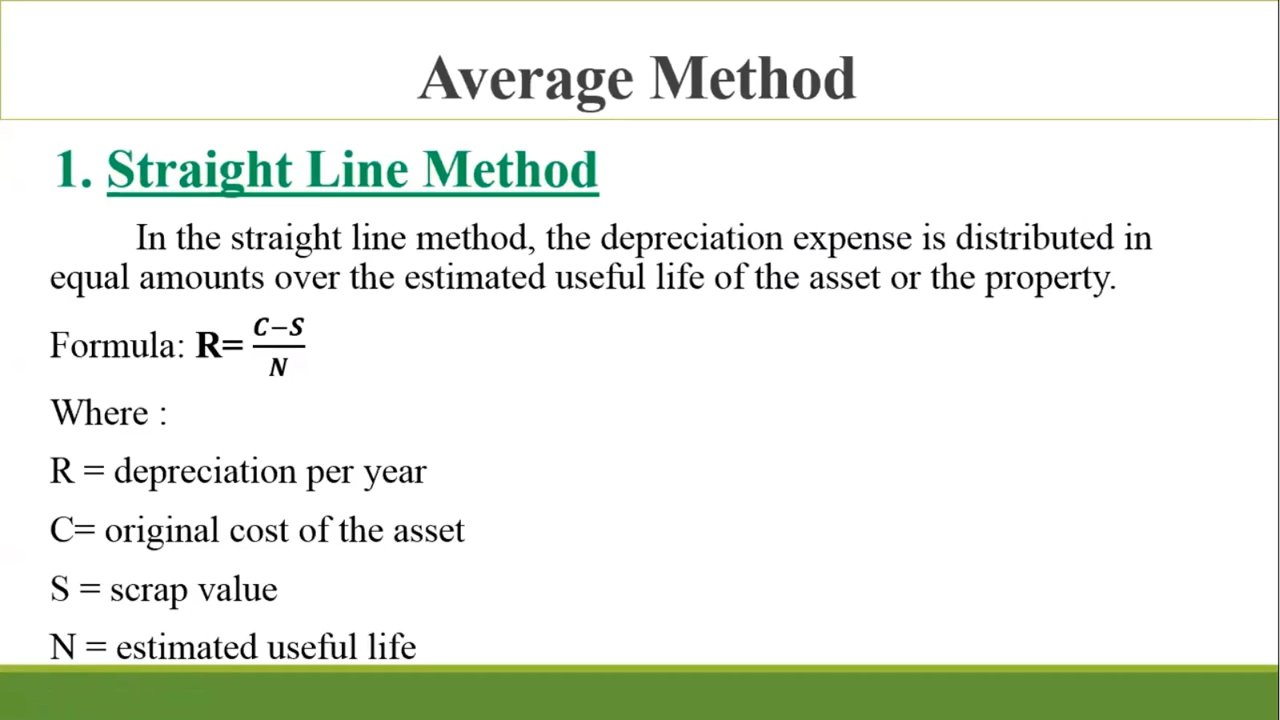 Average Method
1. Straight Line Method
In the straight line method, the depreciation expense is distributed in
equal amounts over the estimated useful life of the asset or the property.
Formula: R= C−S/N
Where :
R = depreciation per year
C= original cost of the asset
S = scrap value
N = estimated useful life